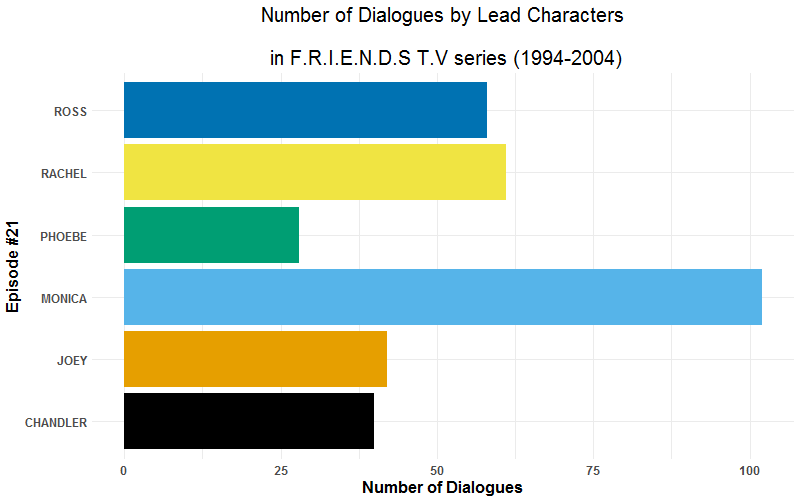 Number of Dialogues by Lead Characters
in F.R.I.E.N.D.S T.V series (1994-2004)
Episode #21
ROSS
RACHEL
PHOEBE
MONICA
JOEY
CHANDLER
0 25 50 75 100
Number of Dialogues